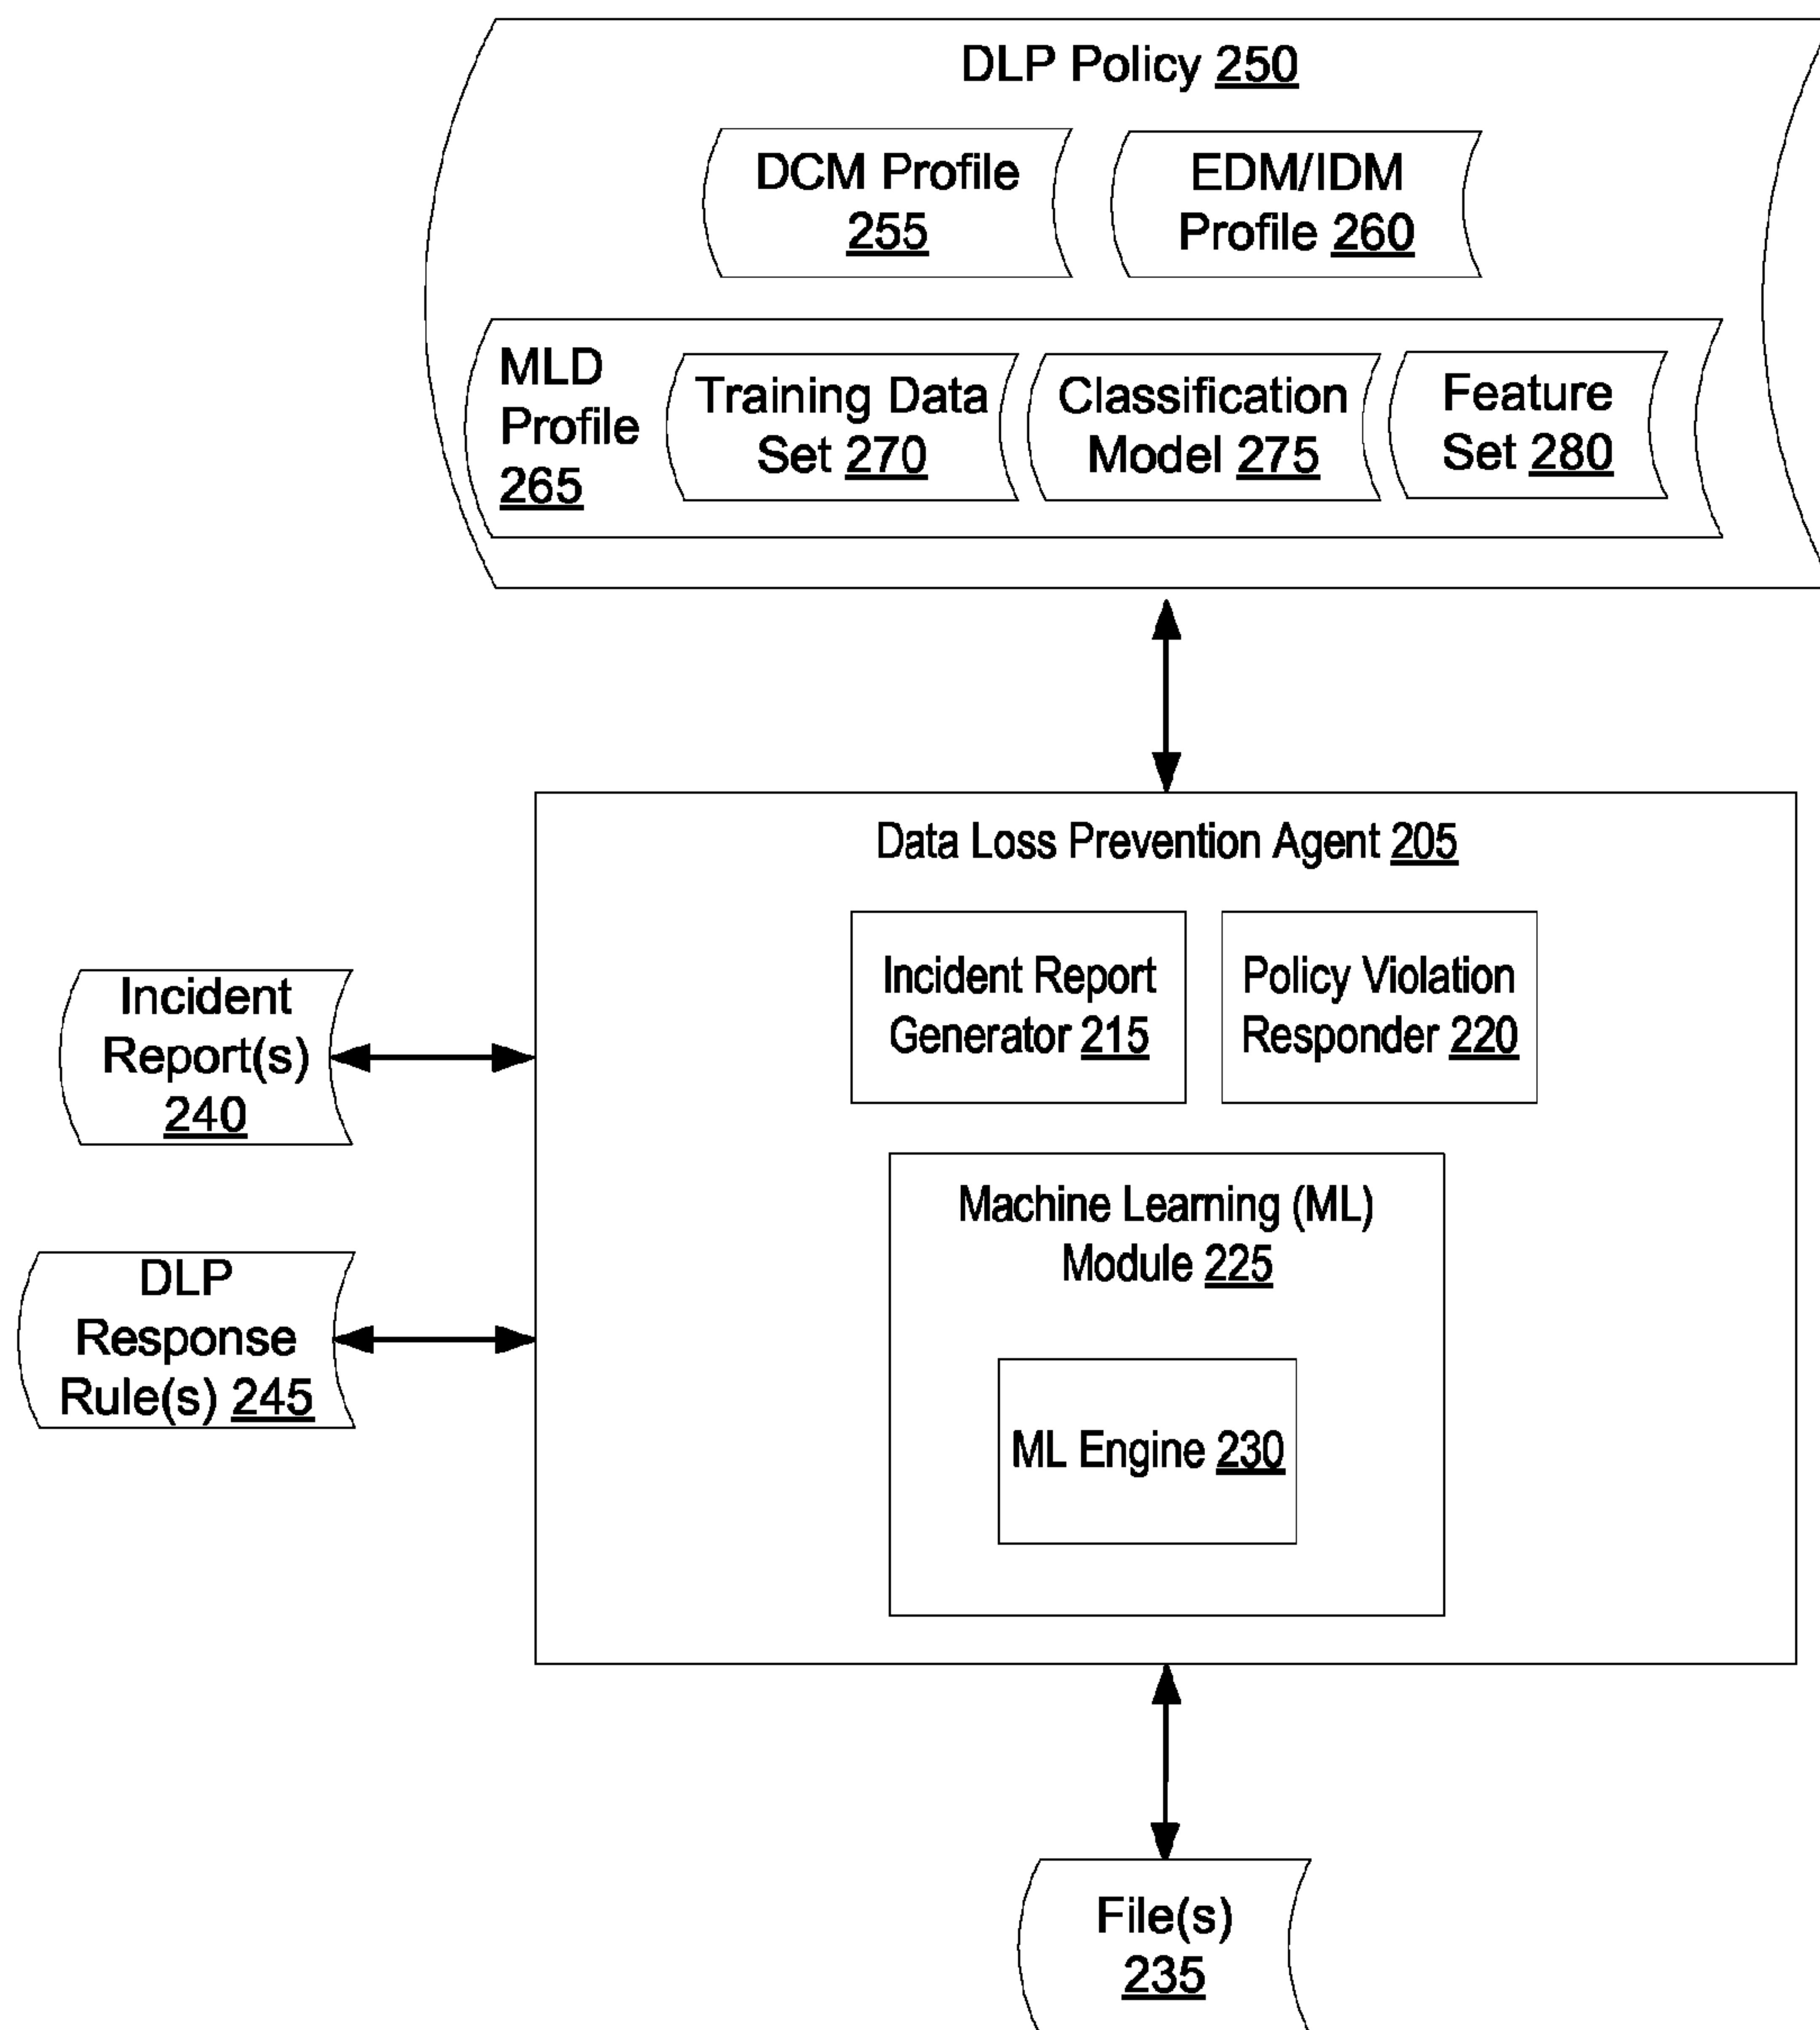 DLP Policy 250
DCM Profile
255
EDM/IDM
Profile 260
MLD
Profile
265
Training Data
Set 270
Classification
Model 275
Feature
Set 280
Data Loss Prevention Agent 205
Incident Report
Generator 215
Policy Violation
Responder 220
Incident
Report(s)
240
Machine Learning (ML)
Module 225
DLP
Response
Rule(s) 245
ML Engine 230
File(s)
235